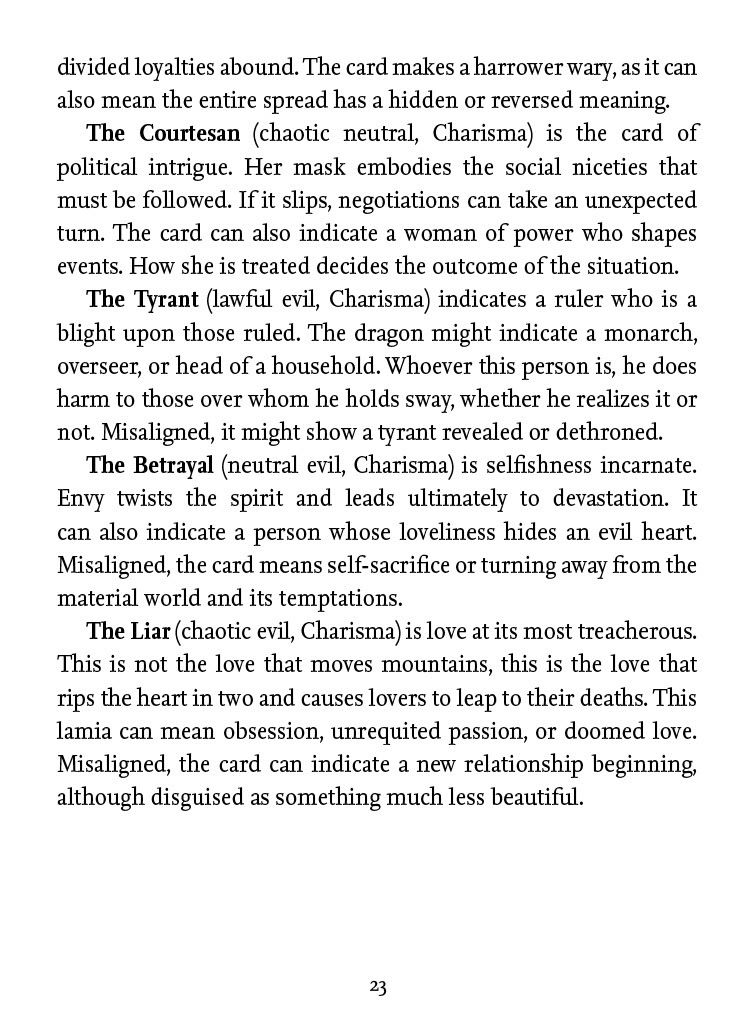 divided loyalties abound. The card makes a harrower wary, as it can
also mean the entire spread has a hidden or reversed meaning.
The Courtesan (chaotic neutral, Charisma) is the card of
political intrigue. Her mask embodies the social niceties that
must be followed. If it slips, negotiations can take an unexpected
turn. The card can also indicate a woman of power who shapes
events. How she is treated decides the outcome of the situation.
The Tyrant (lawful evil, Charisma) indicates a ruler who is a
blight upon those ruled. The dragon might indicate a monarch,
overseer, or head of a household. Whoever this person is, he does
harm to those over whom he holds sway, whether he realizes it or
not. Misaligned, it might show a tyrant revealed or dethroned.
The Betrayal (neutral evil, Charisma) is selfishness incarnate.
Envy twists the spirit and leads ultimately to devastation. It
can also indicate a person whose loveliness hides an evil heart.
Misaligned, the card means self-sacrifice or turning away from the
material world and its temptations.
The Liar (chaotic evil, Charisma) is love at its most treacherous.
This is not the love that moves mountains, this is the love that
rips the heart in two and causes lovers to leap to their deaths. This
lamia can mean obsession, unrequited passion, or doomed love.
Misaligned, the card can indicate a new relationship beginning,
although disguised as something much less beautiful.
23